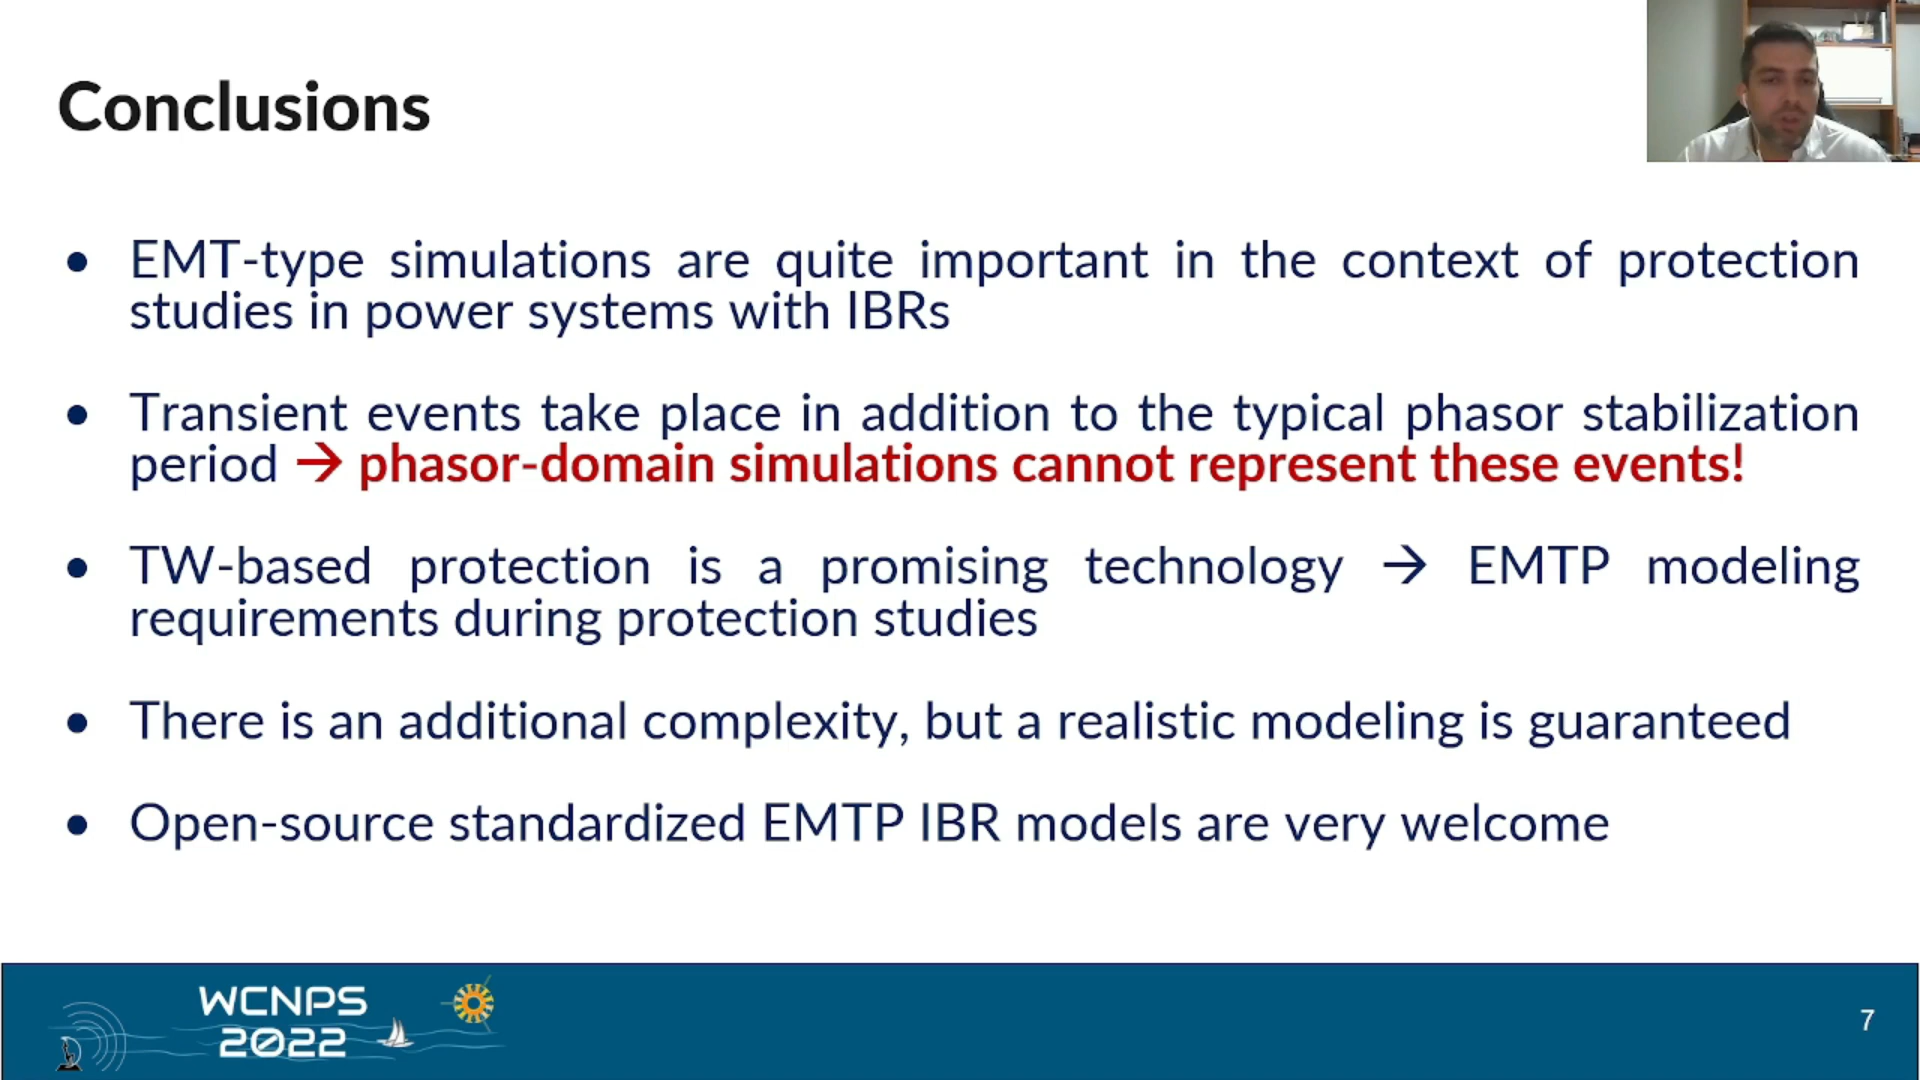 Conclusions
• EMT-type simulations are quite important in the context of protection
studies in power systems with IBRs
• Transient events take place in addition to the typical phasor stabilization
period → phasor-domain simulations cannot represent these events!
• TW-based protection is a promising technology → EMTP modeling
requirements during protection studies
• There is an additional complexity, but a realistic modeling is guaranteed
• Open-source standardized EMTP IBR models are very welcome
WCNPS
2022
7